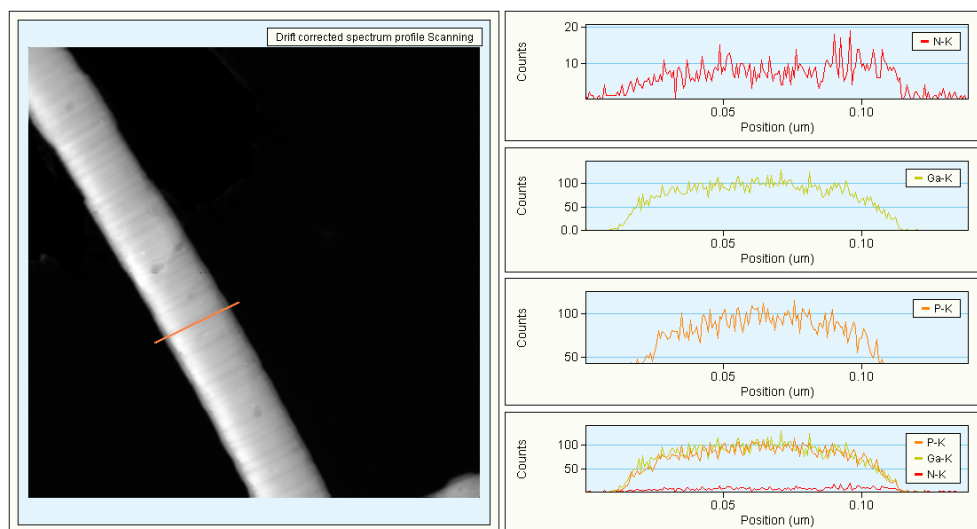 Drift corrected spectrum profile Scanning
20
10
Counts
N-K
0.05
0.10
Position (um)
100
50
0.0
Counts
Ga-K
0.05
0.10
Position (um)
100
50
Counts
P-K
0.05
0.10
Position (um)
100
50
Counts
P-K
Ga-K
N-K
0.05
0.10
Position (um)